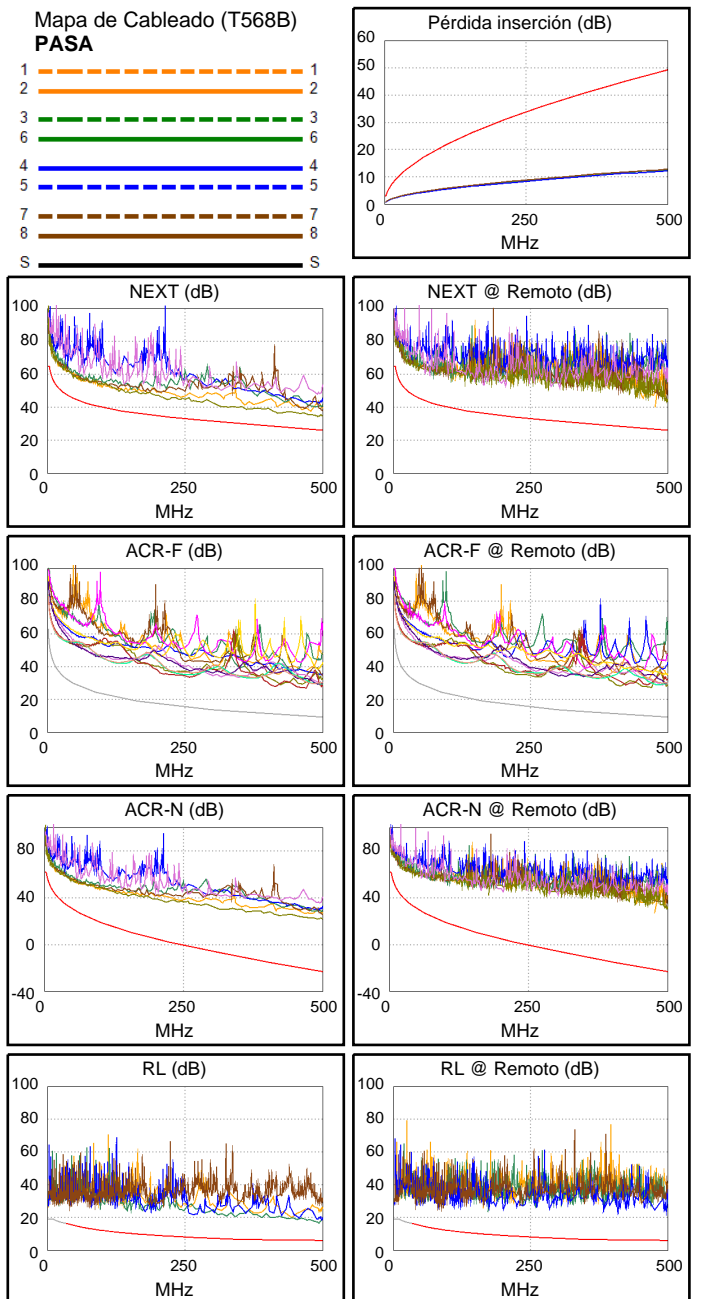 Mapa de Cableado (T568B)
PASA
1 1
2 2
3 3
6 6
4 4
5 5
7 7
8 8
S S
Pérdida inserción (dB)
60
50
40
30
20
10
0
0 250 500
MHz
NEXT (dB)
100
80
60
40
20
0
0 250 500
MHz
NEXT @ Remoto (dB)
100
80
60
40
20
0
0 250 500
MHz
ACR-F (dB)
100
80
60
40
20
0
0 250 500
MHz
ACR-F @ Remoto (dB)
100
80
60
40
20
0
0 250 500
MHz
ACR-N (dB)
80
40
0
-40
0 250 500
MHz
ACR-N @ Remoto (dB)
80
40
0
-40
0 250 500
MHz
RL (dB)
100
80
60
40
20
0
0 250 500
MHz
RL @ Remoto (dB)
100
80
60
40
20
0
0 250 500
MHz